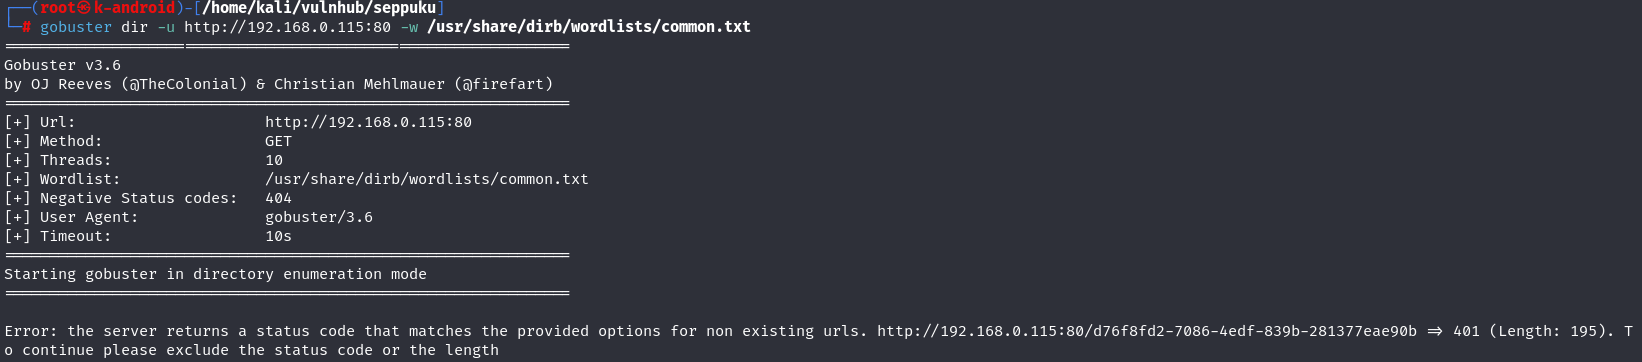 ┌──(root㉿k-android)-[/home/kali/vulnhub/seppuku]
└─# gobuster dir -u http://192.168.0.115:80 -w /usr/share/dirb/wordlists/common.txt
===============================================================
Gobuster v3.6
by OJ Reeves (@TheColonial) & Christian Mehlmauer (@firefart)
===============================================================
[+] Url:                     http://192.168.0.115:80
[+] Method:                  GET
[+] Threads:                 10
[+] Wordlist:                /usr/share/dirb/wordlists/common.txt
[+] Negative Status codes:   404
[+] User Agent:              gobuster/3.6
[+] Timeout:                 10s
===============================================================
Starting gobuster in directory enumeration mode
===============================================================

Error: the server returns a status code that matches the provided options for non existing urls. http://192.168.0.115:80/d76f8fd2-7086-4edf-839b-281377eae90b => 401 (Length: 195). T
o continue please exclude the status code or the length